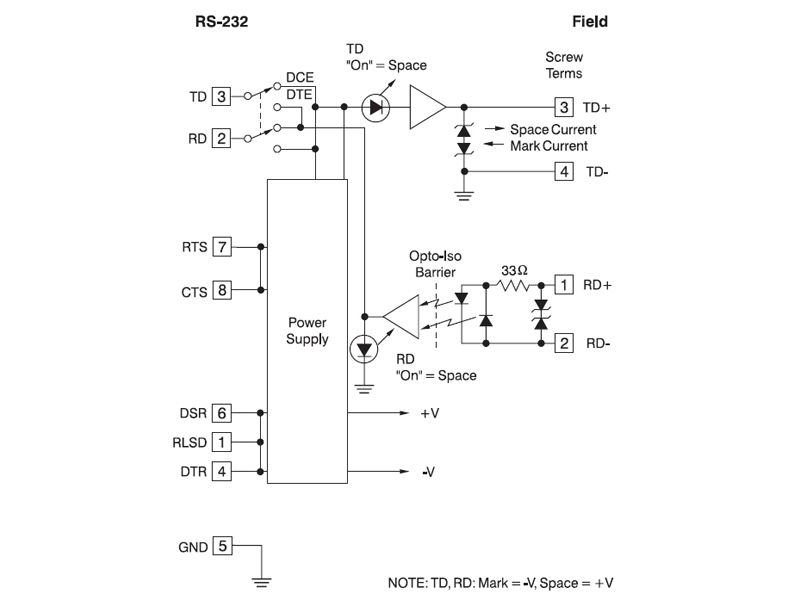 RS-232
Field
TD
"On" = Space
Screw
Terms
DCE
DTE
TD 3
3 TD+
Space Current
Mark Current
RD 2
4 TD-
RTS 7
Opto-Iso
Barrier
33Ω
1 RD+
CTS 8
Power
Supply
2 RD-
RD
"On" = Space
DSR 6
+V
RLSD 1
DTR 4
-V
GND 5
NOTE: TD, RD: Mark = -V, Space = +V